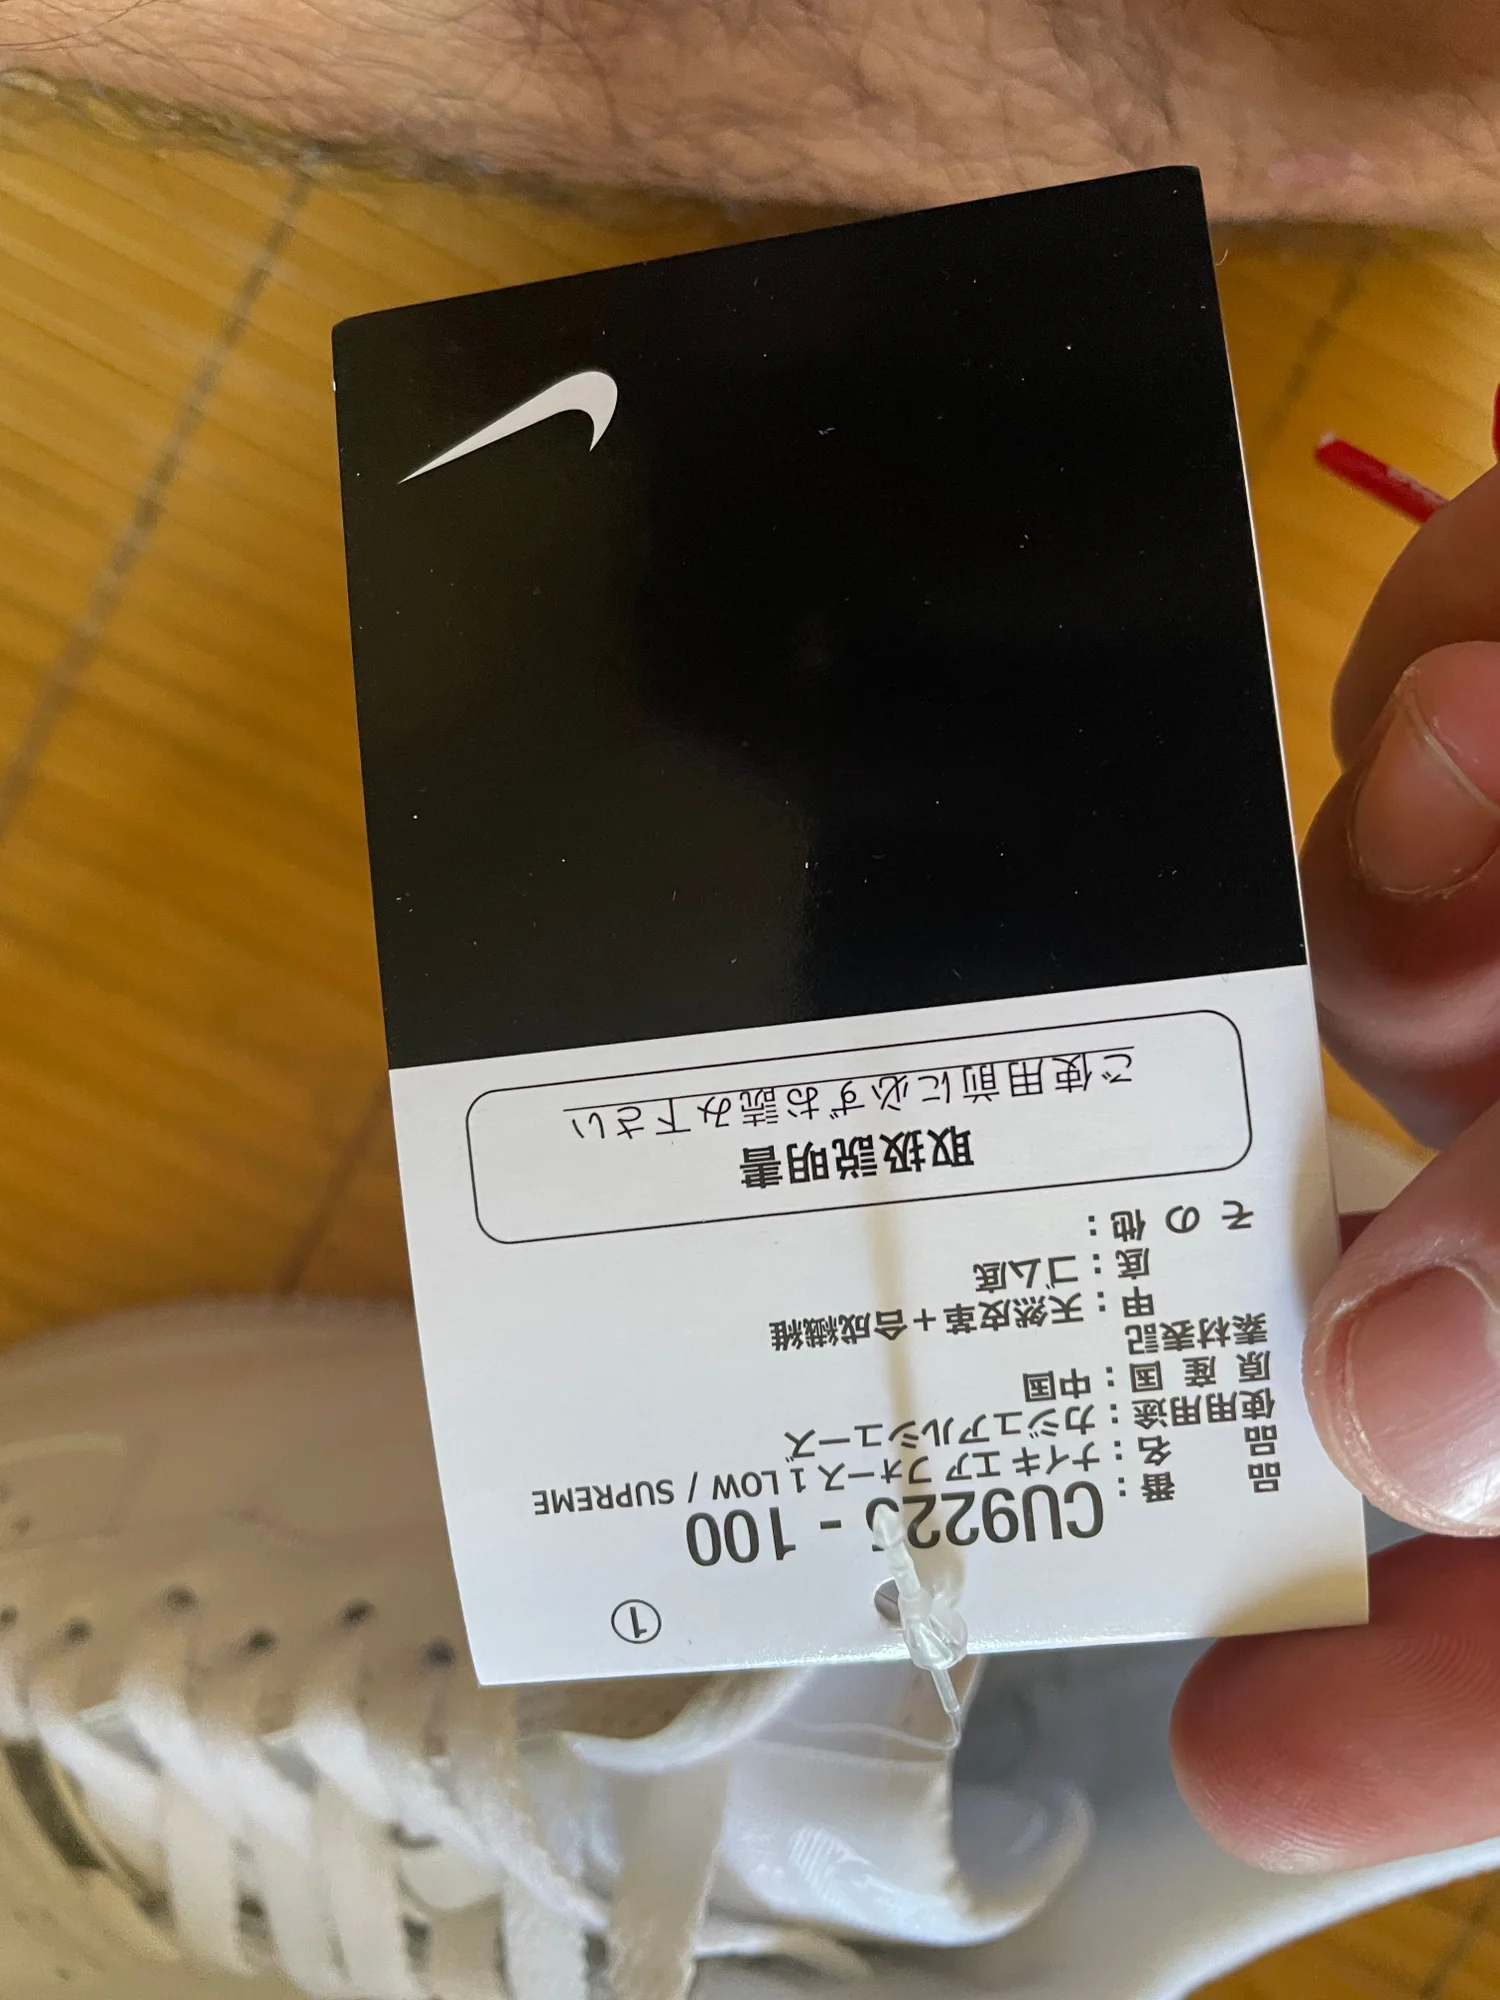 ①
CU9225 - 100
品 番:
品 名:ナイキ エア フォース 1 LOW / SUPREME
使用用途:カジュアルシューズ
原 産 国:中国
素材表記
甲:天然皮革+合成繊維
底:ゴム底
そ の 他:
取扱説明書
ご使用前に必ずお読み下さい